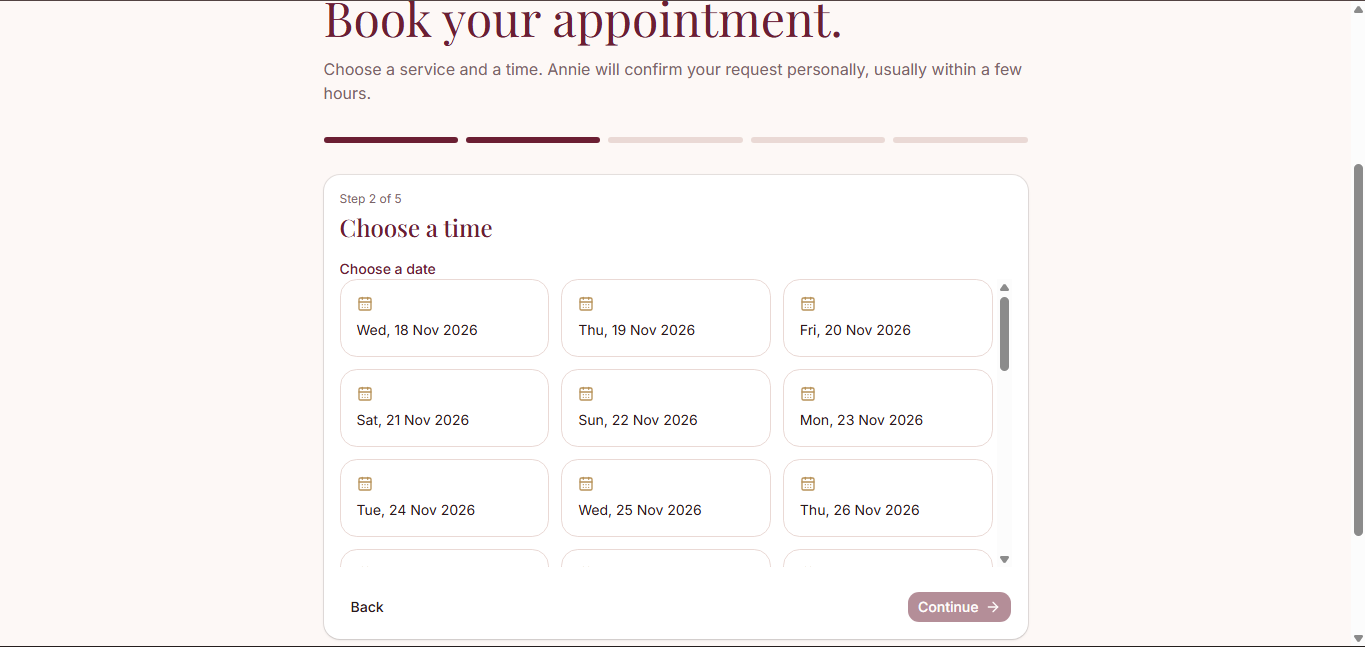 Book your appointment.
Choose a service and a time. Annie will confirm your request personally, usually within a few
hours.
Step 2 of 5
Choose a time
Choose a date
Wed, 18 Nov 2026
Thu, 19 Nov 2026
Fri, 20 Nov 2026
Sat, 21 Nov 2026
Sun, 22 Nov 2026
Mon, 23 Nov 2026
Tue, 24 Nov 2026
Wed, 25 Nov 2026
Thu, 26 Nov 2026
Back
Continue →